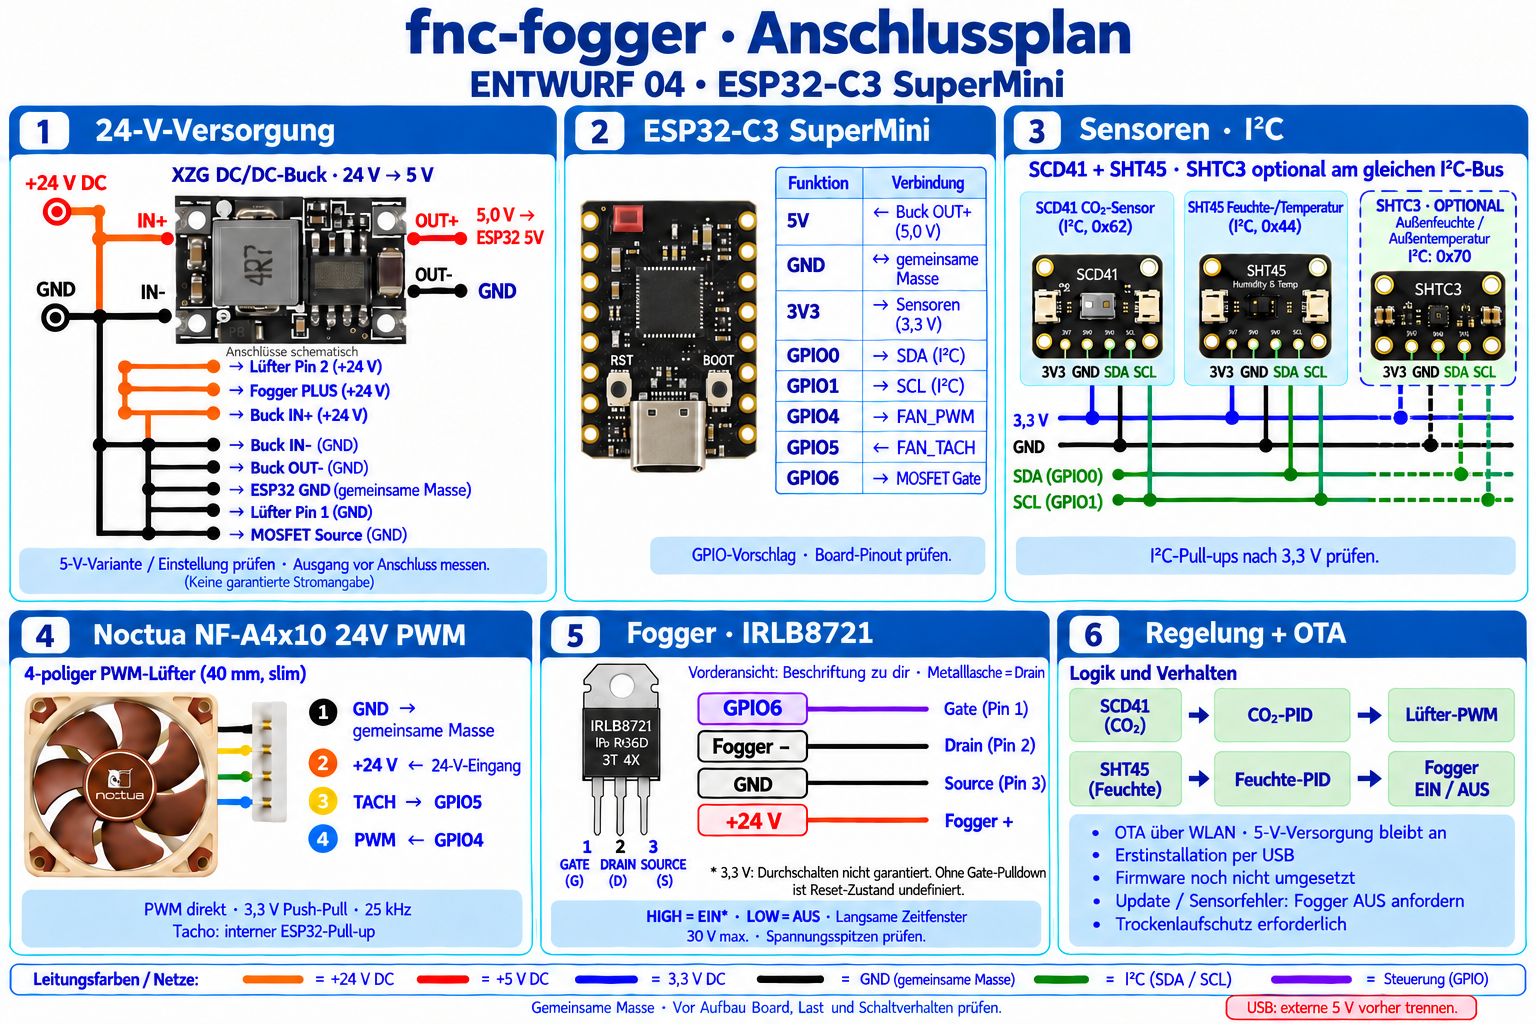 fnc-fogger · Anschlussplan
ENTWURF 04 · ESP32-C3 SuperMini
1
24-V-Versorgung
XZG DC/DC-Buck · 24 V → 5 V
+24 V DC
IN+
OUT+
5,0 V →
ESP32 5V
4R7
GND
IN-
OUT-
GND
Anschlüsse schematisch
→ Lüfter Pin 2 (+24 V)
→ Fogger PLUS (+24 V)
→ Buck IN+ (+24 V)
→ Buck IN- (GND)
→ Buck OUT- (GND)
→ ESP32 GND (gemeinsame Masse)
→ Lüfter Pin 1 (GND)
→ MOSFET Source (GND)
5-V-Variante / Einstellung prüfen · Ausgang vor Anschluss messen.
(Keine garantierte Stromangabe)
2
ESP32-C3 SuperMini
RST
BOOT
Funktion Verbindung
5V ← Buck OUT+
(5,0 V)
GND ↔ gemeinsame
Masse
3V3 → Sensoren
(3,3 V)
GPIO0 → SDA (I²C)
GPIO1 → SCL (I²C)
GPIO4 → FAN_PWM
GPIO5 ← FAN_TACH
GPIO6 → MOSFET Gate
GPIO-Vorschlag · Board-Pinout prüfen.
3
Sensoren · I²C
SCD41 + SHT45 · SHTC3 optional am gleichen I²C-Bus
SCD41 CO₂-Sensor
(I²C, 0x62)
SCD41
3V3 GND SDA SCL
SHT45 Feuchte-/Temperatur
(I²C, 0x44)
SHT45
Humidity & Temp
3V3 GND SDA SCL
SHTC3 · OPTIONAL
Außenfeuchte /
Außentemperatur
I²C: 0x70
SHTC3
3V3 GND SDA SCL
3,3 V
GND
SDA (GPIO0)
SCL (GPIO1)
I²C-Pull-ups nach 3,3 V prüfen.
4
Noctua NF-A4x10 24V PWM
4-poliger PWM-Lüfter (40 mm, slim)
noctua
1 GND →
gemeinsame Masse
2 +24 V ← 24-V-Eingang
3 TACH → GPIO5
4 PWM ← GPIO4
PWM direkt · 3,3 V Push-Pull · 25 kHz
Tacho: interner ESP32-Pull-up
5
Fogger · IRLB8721
Vorderansicht: Beschriftung zu dir · Metalllasche = Drain
IRLB8721
3T 4X
1 2 3
GATE DRAIN SOURCE
(G) (D) (S)
GPIO6 Gate (Pin 1)
Fogger – Drain (Pin 2)
GND Source (Pin 3)
+24 V Fogger +
* 3,3 V: Durchschalten nicht garantiert. Ohne Gate-Pulldown
ist Reset-Zustand undefiniert.
HIGH = EIN* · LOW = AUS · Langsame Zeitfenster
30 V max. · Spannungsspitzen prüfen.
6
Regelung + OTA
Logik und Verhalten
SCD41
(CO₂)
CO₂-PID
Lüfter-PWM
SHT45
(Feuchte)
Feuchte-PID
Fogger
EIN / AUS
• OTA über WLAN · 5-V-Versorgung bleibt an
• Erstinstallation per USB
• Firmware noch nicht umgesetzt
• Update / Sensorfehler: Fogger AUS anfordern
• Trockenlaufschutz erforderlich
Leitungsfarben / Netze: = +24 V DC = +5 V DC = 3,3 V DC = GND (gemeinsame Masse) = I²C (SDA / SCL) = Steuerung (GPIO)
Gemeinsame Masse · Vor Aufbau Board, Last und Schaltverhalten prüfen.
USB: externe 5 V vorher trennen.